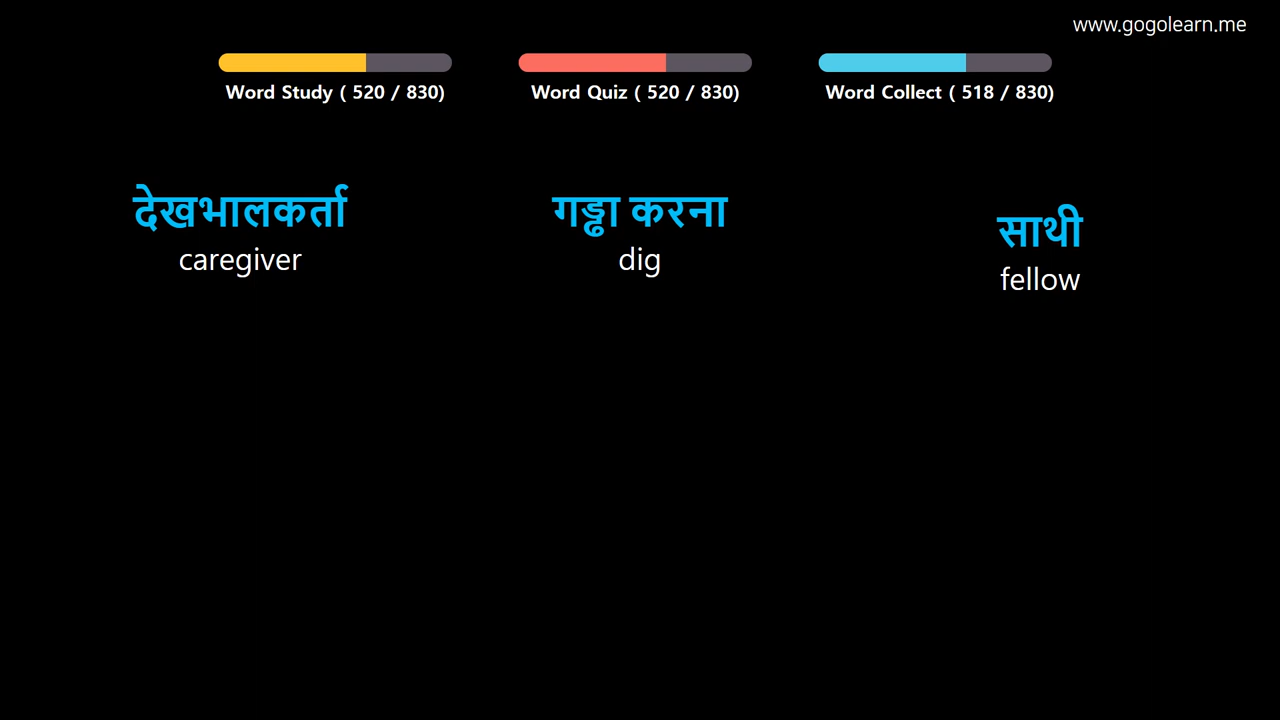 www.gogolearn.me
Word Study ( 520 / 830)
Word Quiz ( 520 / 830)
Word Collect ( 518 / 830)
देखभालकर्ता
caregiver
गड्ढा करना
dig
साथी
fellow